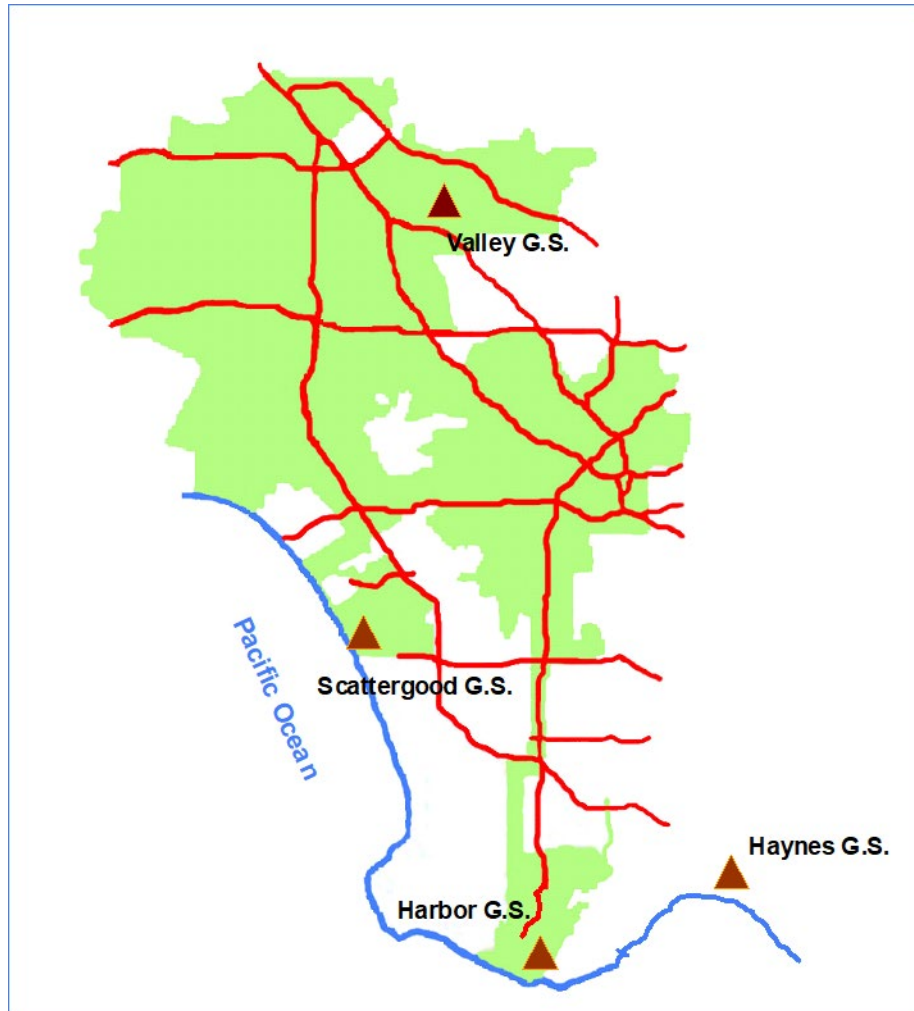 Valley G.S.
Pacific Ocean
Scattergood G.S.
Haynes G.S.
Harbor G.S.